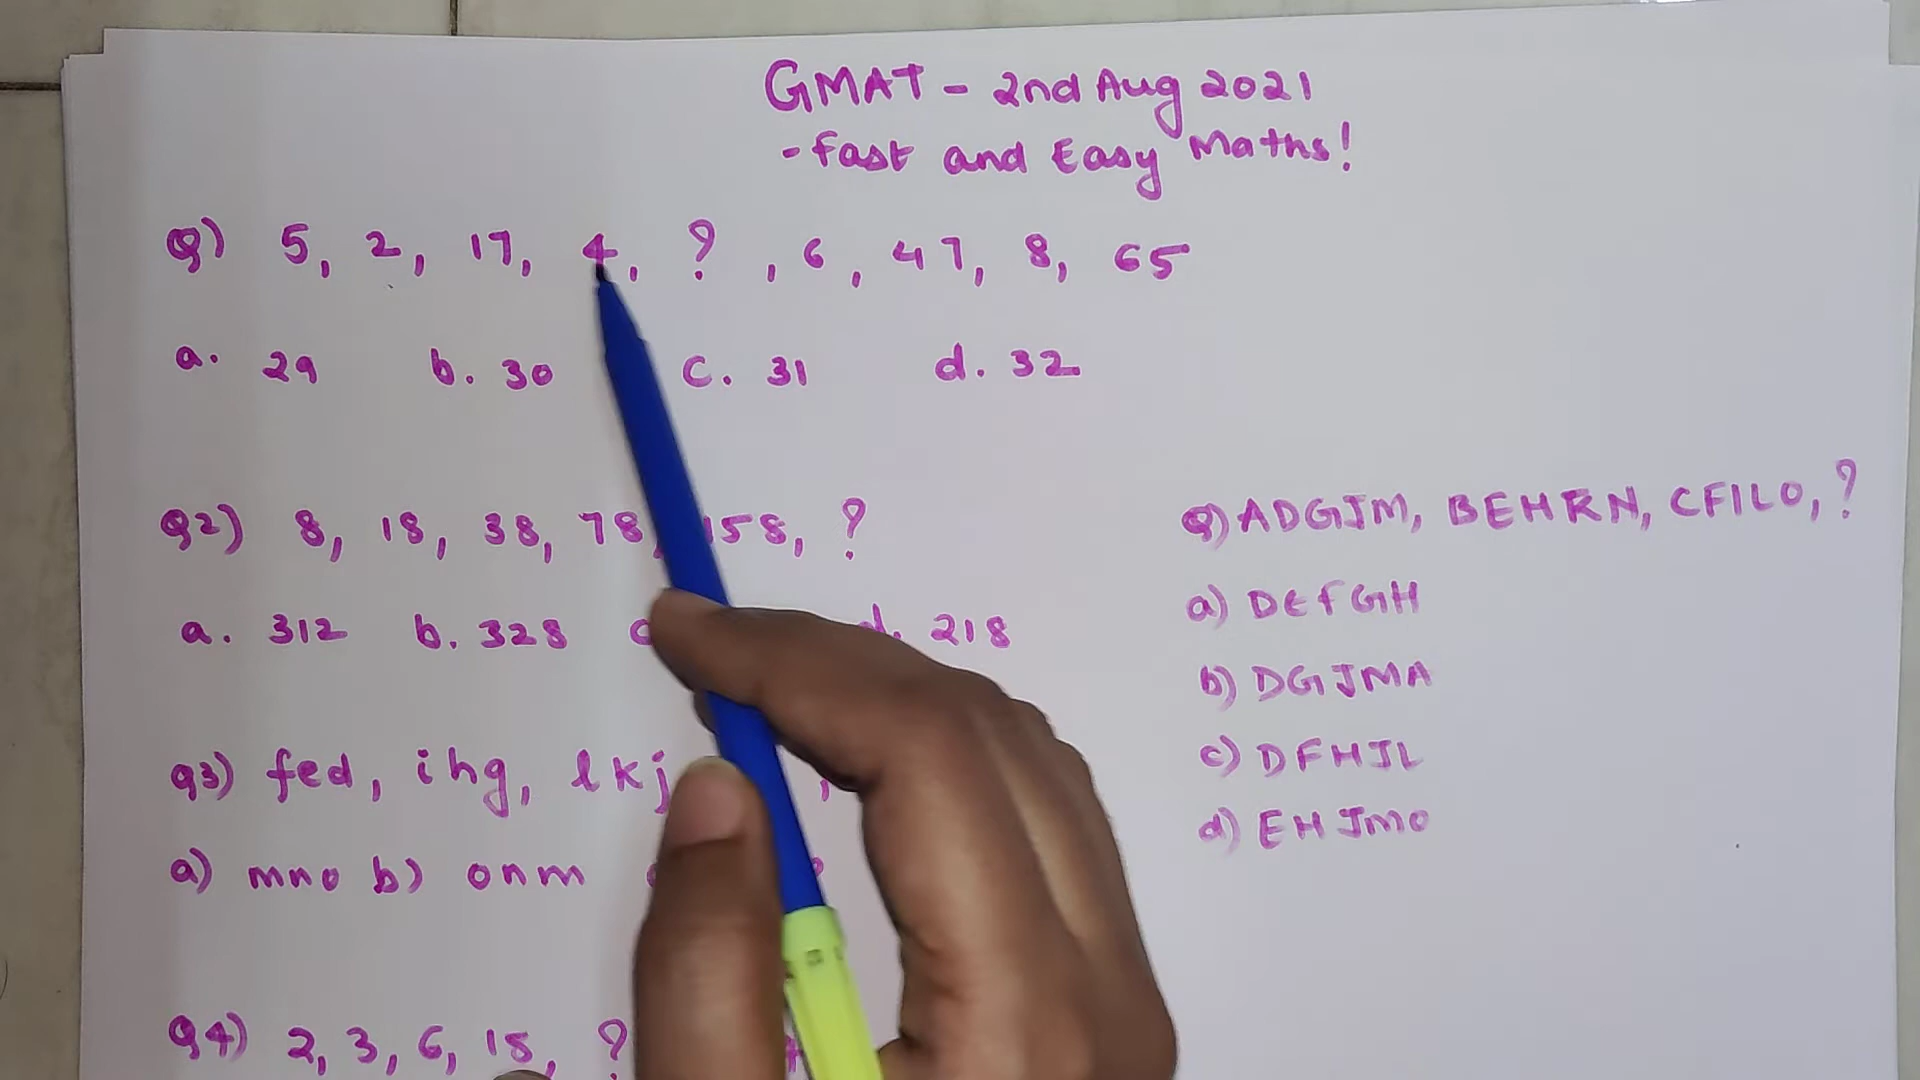 GMAT - 2nd Aug 2021
- Fast and Easy Maths!
Q) 5, 2, 17, 4, ?, 6, 47, 8, 65
a. 29 b. 30 c. 31 d. 32
Q2) 8, 18, 38, 78, 158, ?
a. 312 b. 328 d. 218
Q3) fed, ihg, lkj
a) mno b) onm
Q4) 2, 3, 6, 15, ?
Q) ADGJM, BEHKN, CFILO, ?
a) DEFGH
b) DGJMA
c) DFHJL
d) EHJMO